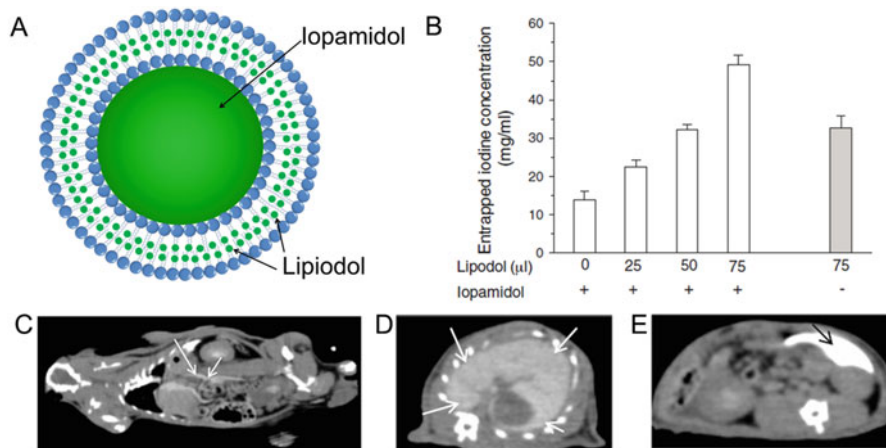 A
Iopamidol
Lipiodol
B
Entrapped iodine concentration
(mg/ml)
60
50
40
30
20
10
0
Lipodol (µl) 0 25 50 75 75
Iopamidol + + + + -
C
D
E